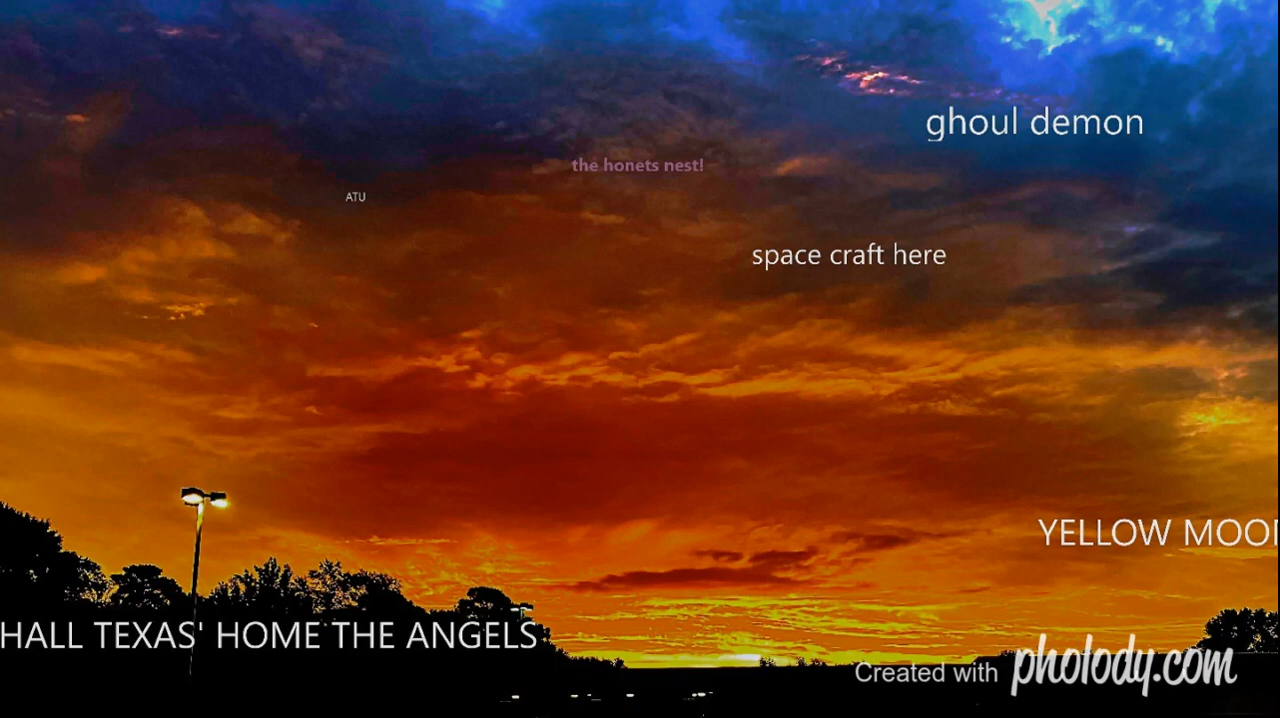 ghoul demon
the honets nest!
ATU
space craft here
YELLOW MOO
HALL TEXAS' HOME THE ANGELS
Created with photody.com